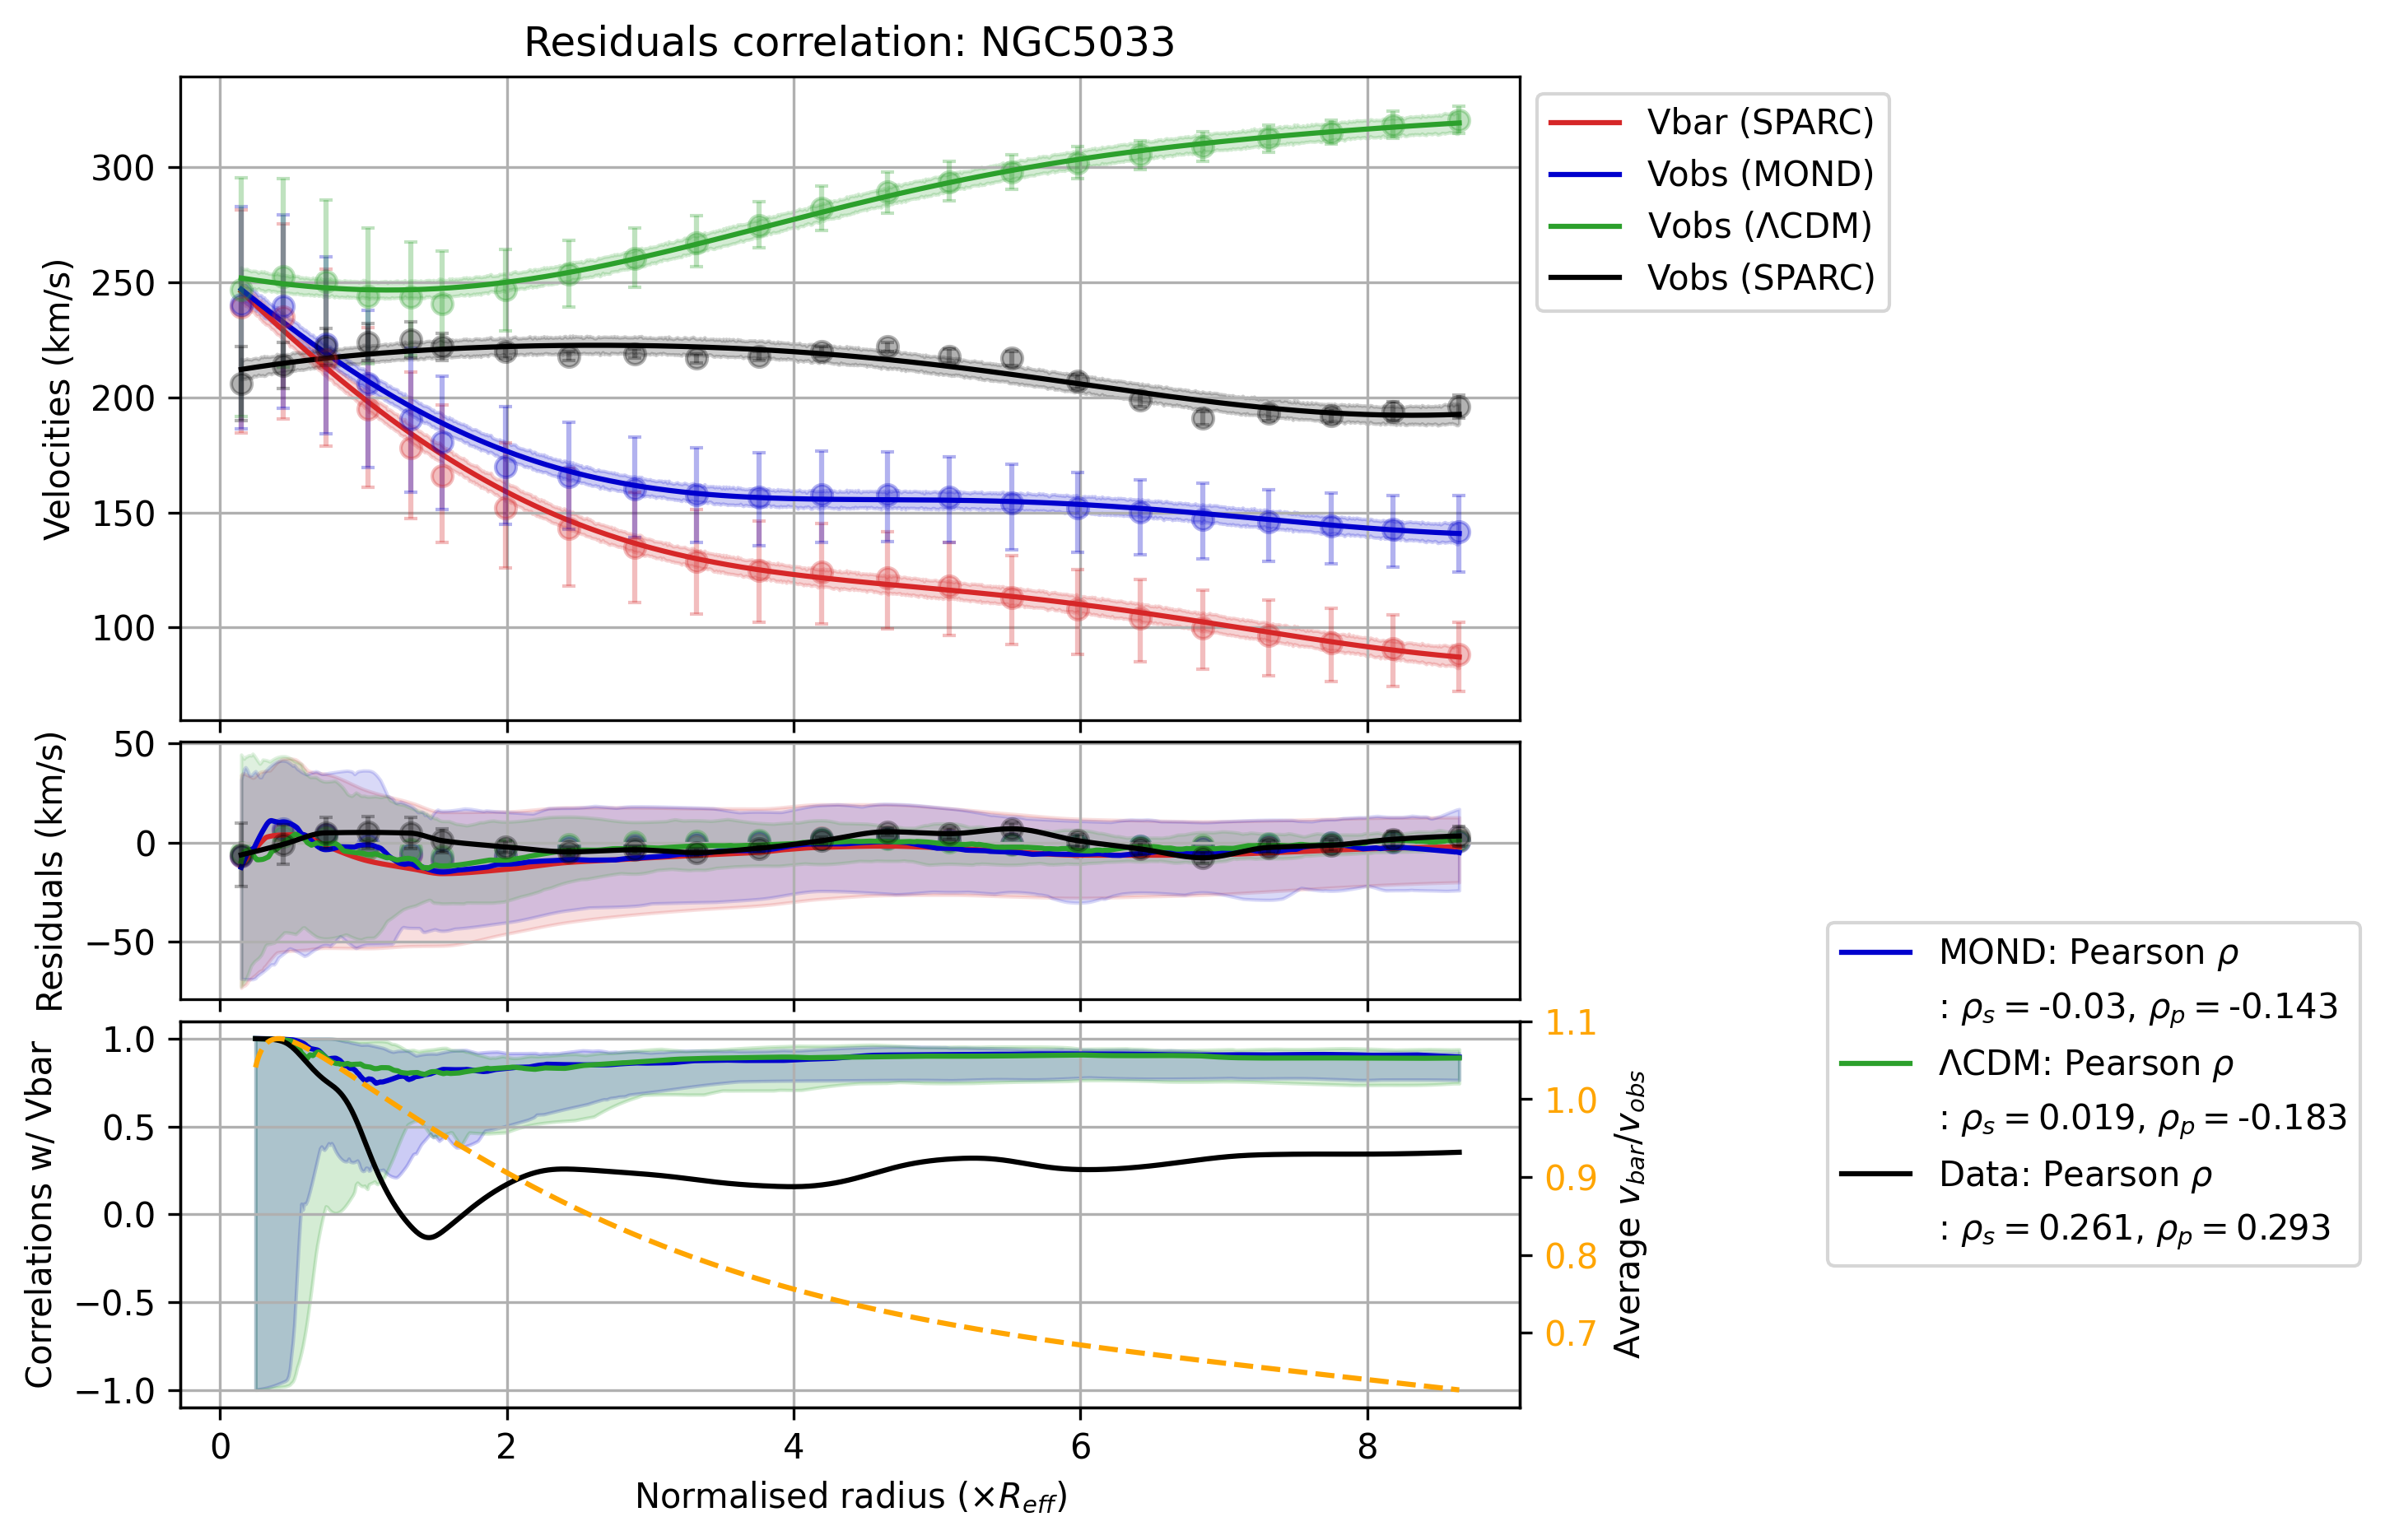 Residuals correlation: NGC5033
Velocities (km/s)
300
250
200
150
100
Vbar (SPARC)
Vobs (MOND)
Vobs (ΛCDM)
Vobs (SPARC)
Residuals (km/s)
50
0
−50
Correlations w/ Vbar
1.0
0.5
0.0
−0.5
−1.0
1.1
1.0
0.9
0.8
0.7
Average v_bar/v_obs
MOND: Pearson ρ
: ρ_s = -0.03, ρ_p = -0.143
ΛCDM: Pearson ρ
: ρ_s = 0.019, ρ_p = -0.183
Data: Pearson ρ
: ρ_s = 0.261, ρ_p = 0.293
0 2 4 6 8
Normalised radius (×R_eff)